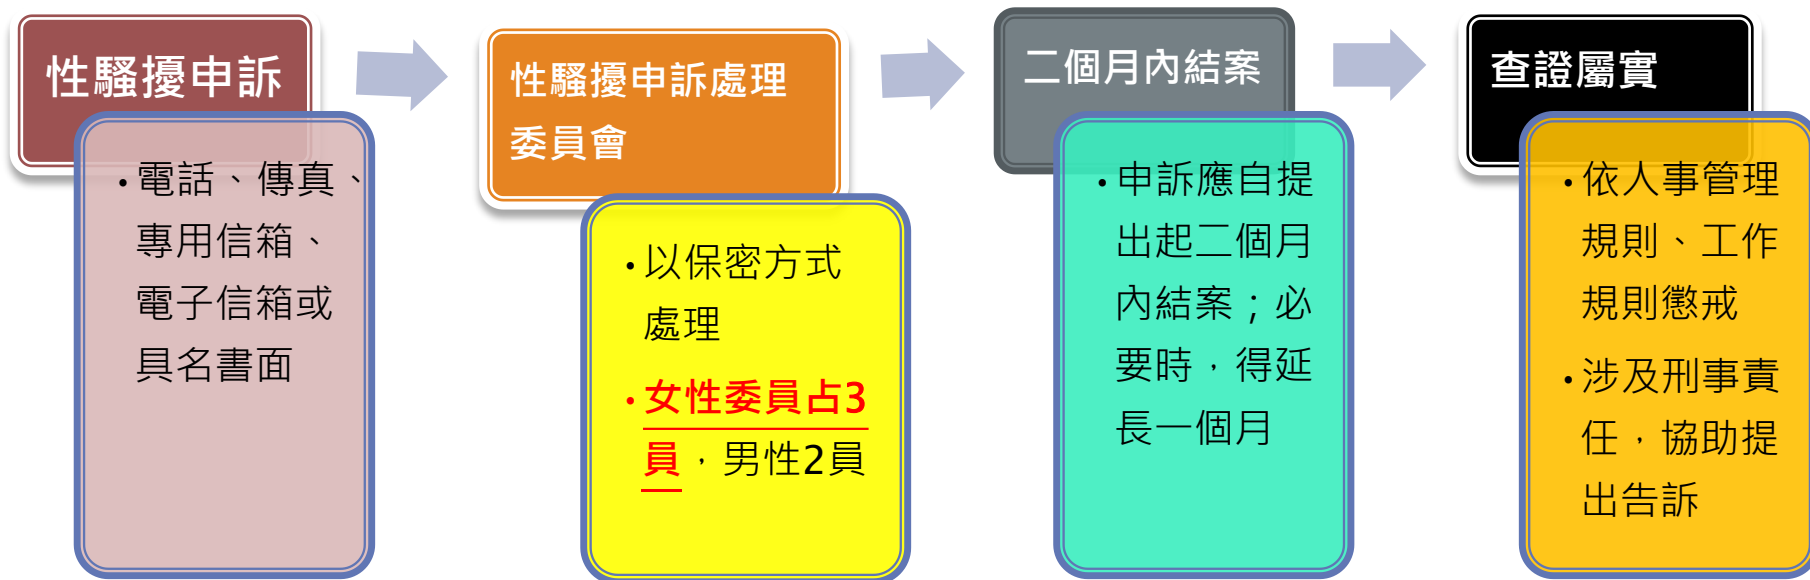 性騷擾申訴
•電話、傳真、
專用信箱、
電子信箱或
具名書面
性騷擾申訴處理
委員會
•以保密方式
處理
•女性委員占3
員，男性2員
二個月內結案
•申訴應自提
出起二個月
內結案；必
要時，得延
長一個月
查證屬實
•依人事管理
規則、工作
規則懲戒
•涉及刑事責
任，協助提
出告訴